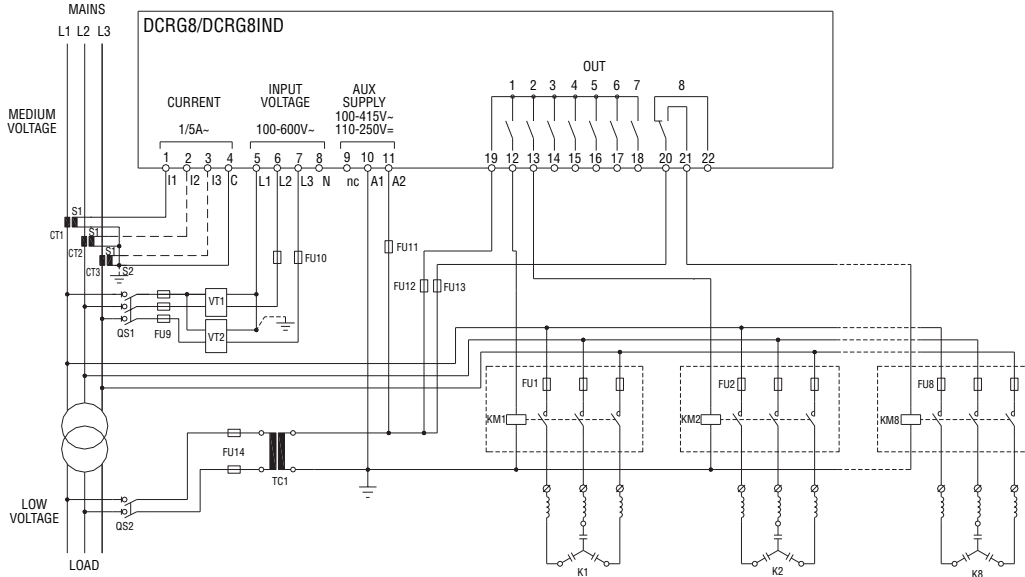 MAINS
L1 L2 L3
DCRG8/DCRG8IND
OUT
1 2 3 4 5 6 7 8
MEDIUM
VOLTAGE
CURRENT
1/5A~
INPUT
VOLTAGE
100-600V~
AUX
SUPPLY
100-415V~
110-250V=
1 2 3 4 5 6 7 8 9 10 11 19 12 13 14 15 16 17 18 20 21 22
I1 I2 I3 C L1 L2 L3 N nc A1 A2
S1
CT1
S1
CT2
S1
CT3
S2
FU11
FU10
FU12 FU13
VT1
QS1
FU9
VT2
FU1 FU2 FU8
KM1 KM2 KM8
FU14
TC1
LOW
VOLTAGE
QS2
LOAD
K1 K2 K8